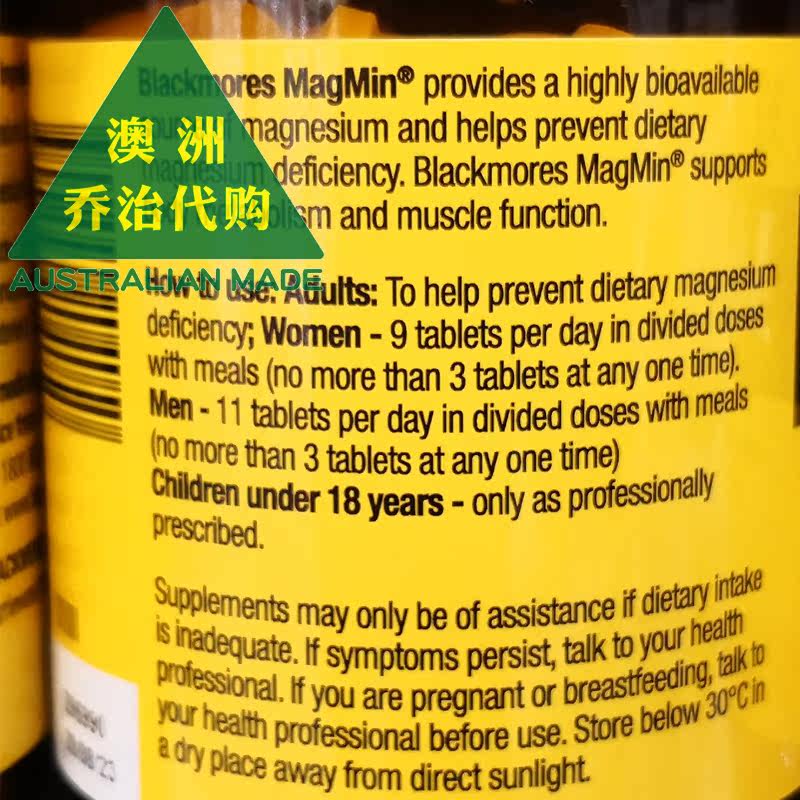 Blackmores MagMin® provides a highly bioavailable
澳洲
magnesium and helps prevent dietary
magnesium deficiency. Blackmores MagMin® supports
乔治代购
and muscle function.
AUSTRALIAN MADE
How to use: Adults: To help prevent dietary magnesium
deficiency; Women - 9 tablets per day in divided doses
with meals (no more than 3 tablets at any one time).
Men - 11 tablets per day in divided doses with meals
(no more than 3 tablets at any one time)
Children under 18 years - only as professionally
prescribed.
Supplements may only be of assistance if dietary intake
is inadequate. If symptoms persist, talk to your health
professional. If you are pregnant or breastfeeding, talk to
your health professional before use. Store below 30°C in
a dry place away from direct sunlight.